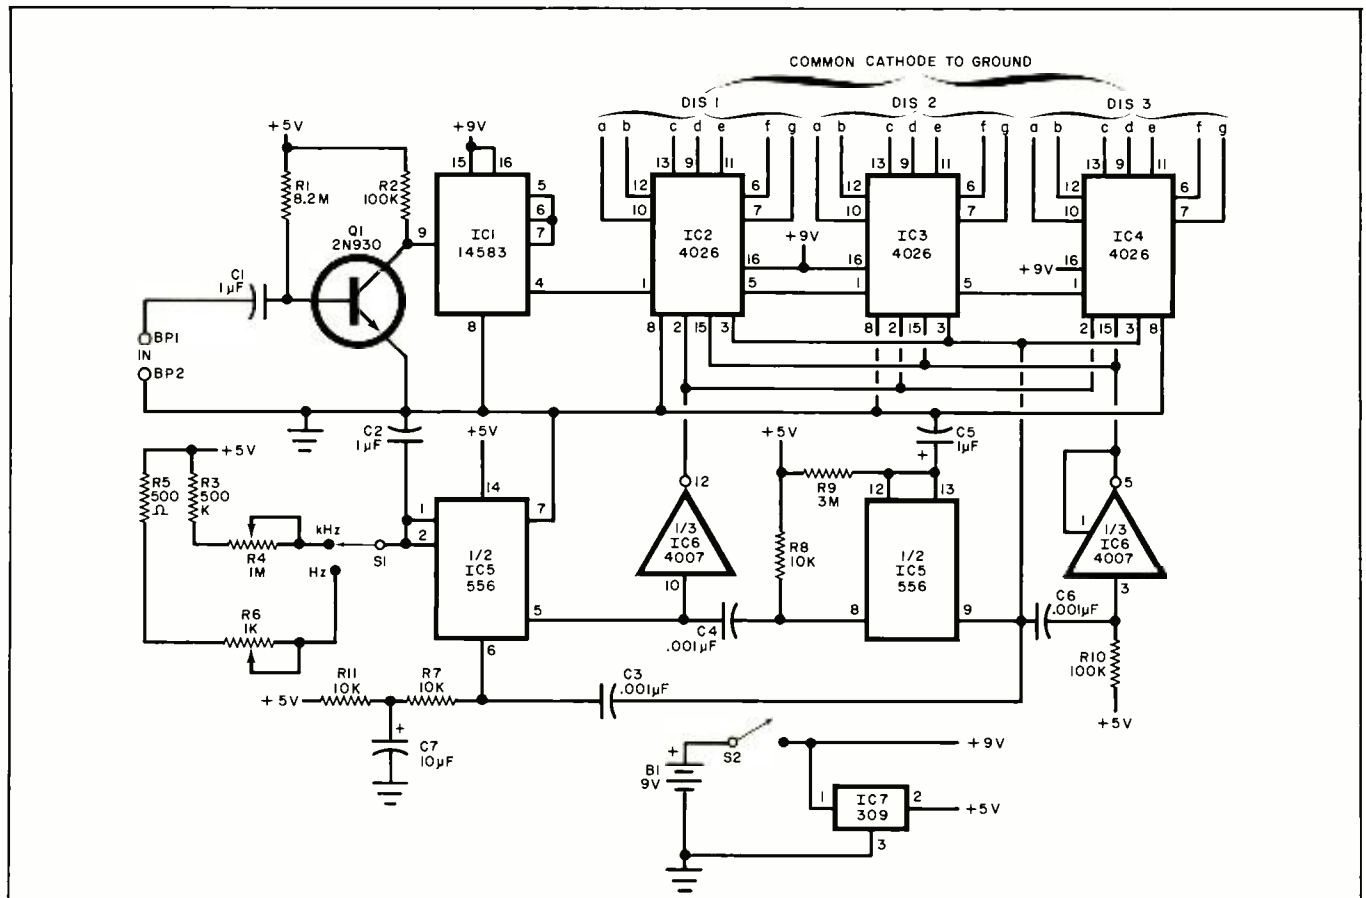 COMMON CATHODE TO GROUND
DIS 1
DIS 2
DIS 3
a b c d e f g
a b c d e f g
a b c d e f g
+5V
+9V
15 16
13 9 11
13 9 11
13 9 11
R1
8.2M
R2
100K
5
6
7
12
10
6
7
12
10
6
7
12
10
6
7
Q1
2N930
9
IC1
14583
IC2
4026
+9V
IC3
4026
IC4
4026
C1
1µF
16
16
+9V
16
4
1
5
1
5
1
8
8 2 15 3
8 2 15 3
2 15 3 8
BP1
IN
BP2
C2
1µF
+5V
+5V
C5
1µF
+
+5V
R5
500
Ω
R3
500
K
14
12
R9
3M
12
13
5
kHz
R4
1M
S1
Hz
1
2
7
1/2
IC5
556
1/3
IC6
4007
R8
10K
1/2
IC5
556
1
1/3
IC6
4007
10
3
R6
1K
5
C4
.001µF
8
9
C6
.001µF
6
R10
100K
R11
10K
R7
10K
C3
.001µF
+5V
+5V
+
C7
10µF
S2
+9V
+
B1
9V
1
IC7
309
2
+5V
3